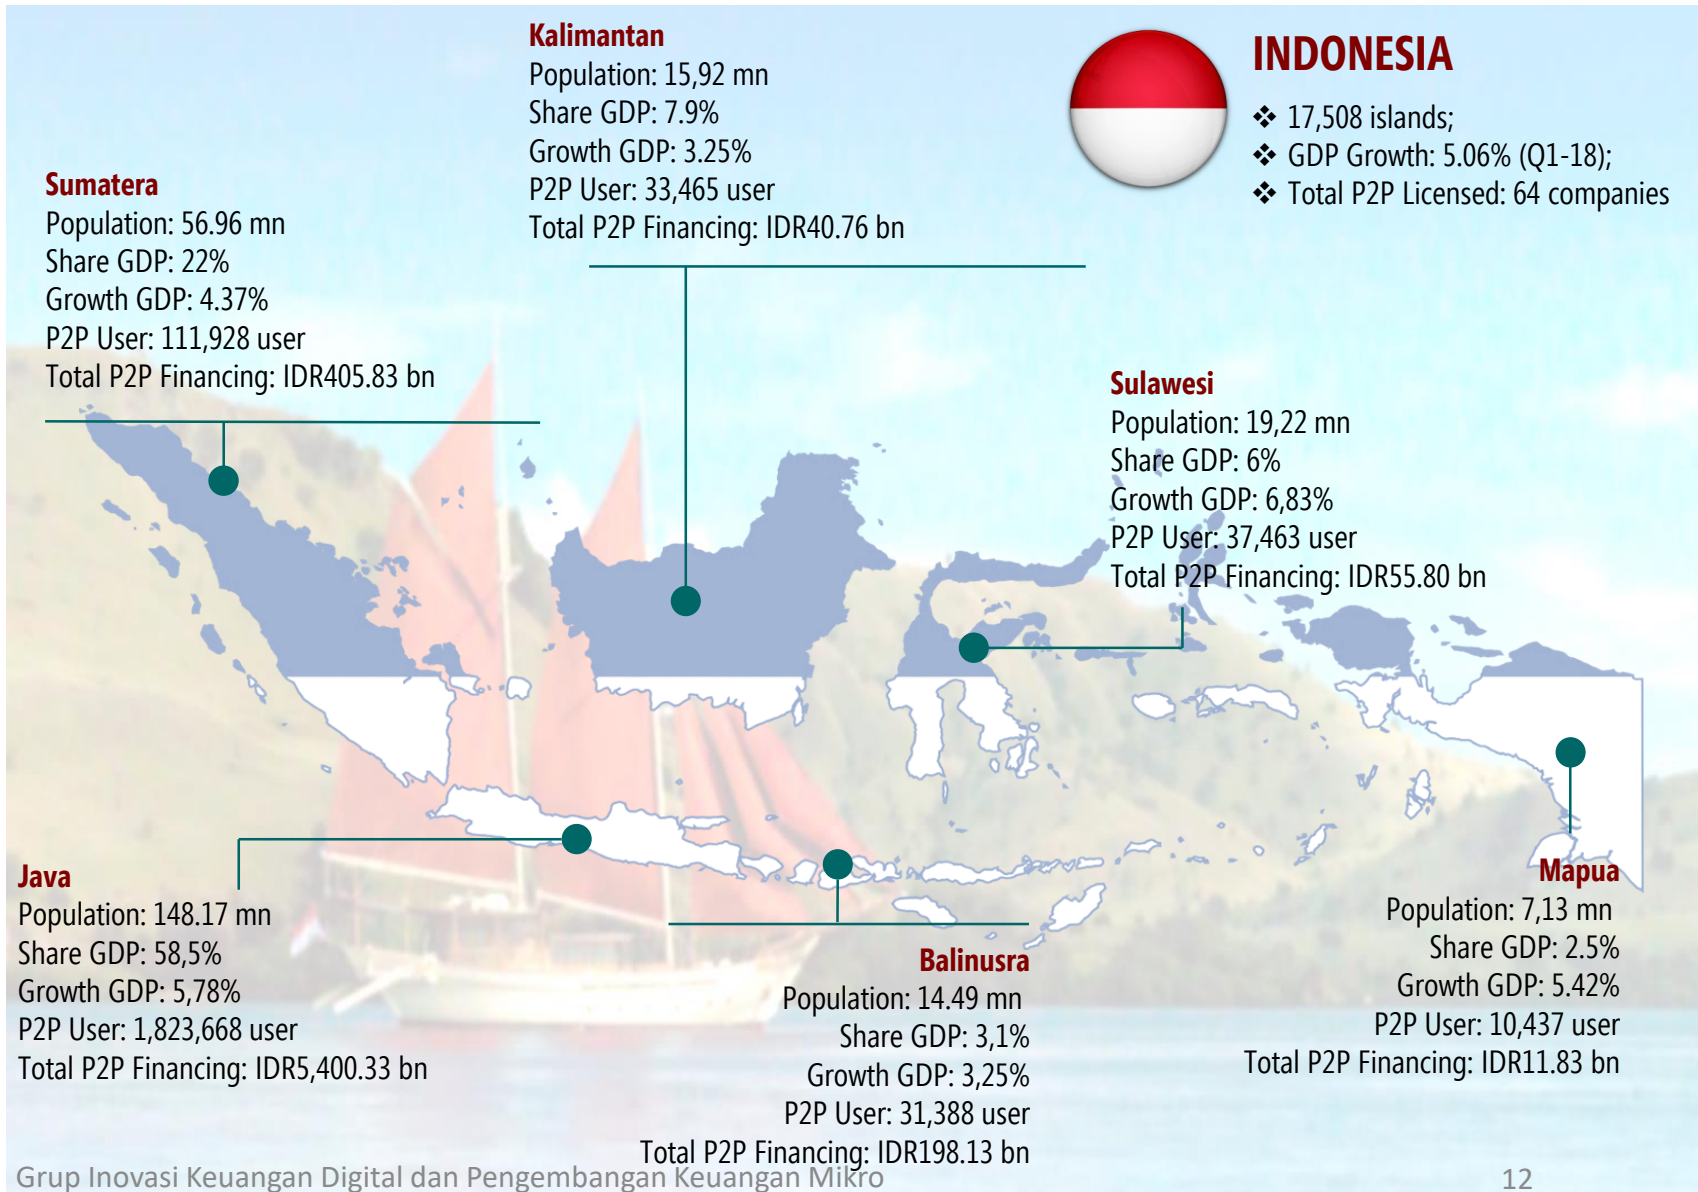 Kalimantan
Population: 15,92 mn
Share GDP: 7.9%
Growth GDP: 3.25%
P2P User: 33,465 user
Total P2P Financing: IDR40.76 bn
INDONESIA
❖ 17,508 islands;
❖ GDP Growth: 5.06% (Q1-18);
❖ Total P2P Licensed: 64 companies
Sumatera
Population: 56.96 mn
Share GDP: 22%
Growth GDP: 4.37%
P2P User: 111,928 user
Total P2P Financing: IDR405.83 bn
Sulawesi
Population: 19,22 mn
Share GDP: 6%
Growth GDP: 6,83%
P2P User: 37,463 user
Total P2P Financing: IDR55.80 bn
Java
Population: 148.17 mn
Share GDP: 58,5%
Growth GDP: 5,78%
P2P User: 1,823,668 user
Total P2P Financing: IDR5,400.33 bn
Balinusra
Population: 14.49 mn
Share GDP: 3,1%
Growth GDP: 3,25%
P2P User: 31,388 user
Total P2P Financing: IDR198.13 bn
Mapua
Population: 7,13 mn
Share GDP: 2.5%
Growth GDP: 5.42%
P2P User: 10,437 user
Total P2P Financing: IDR11.83 bn
Grup Inovasi Keuangan Digital dan Pengembangan Keuangan Mikro
12